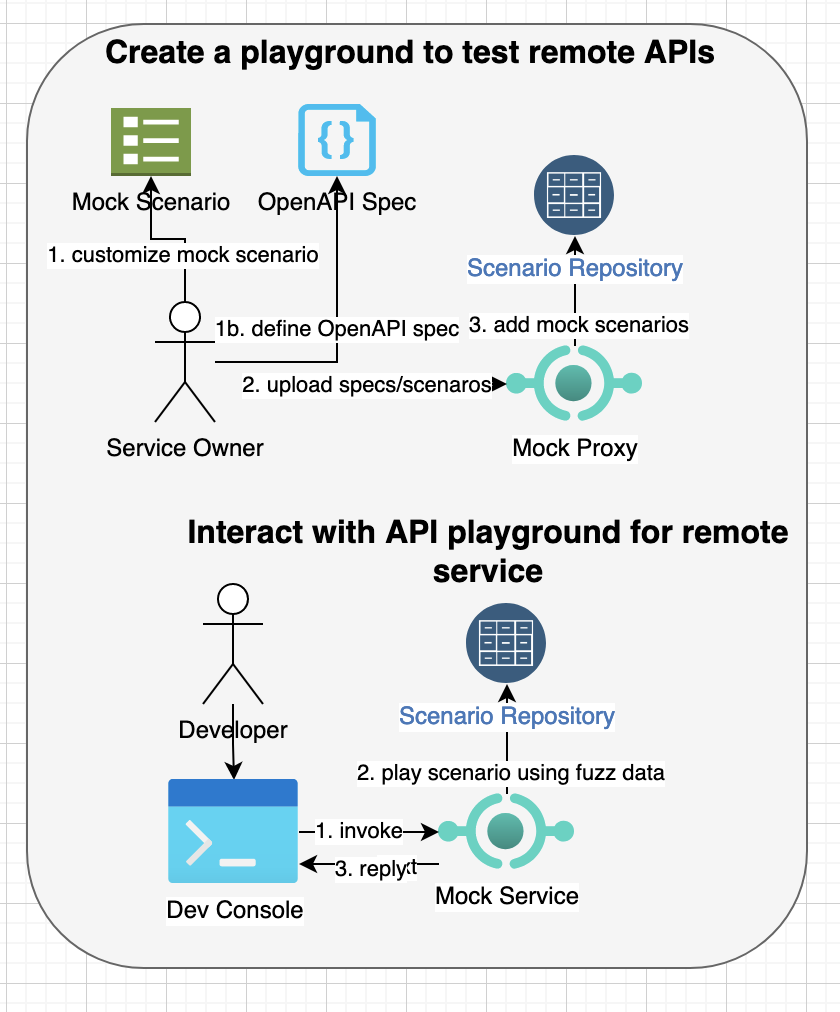 Create a playground to test remote APIs
Mock Scenario
OpenAPI Spec
1. customize mock scenario
Scenario Repository
1b. define OpenAPI spec
3. add mock scenarios
2. upload specs/scenaros
Service Owner
Mock Proxy
Interact with API playground for remote
service
Developer
Scenario Repository
2. play scenario using fuzz data
1. invoke
3. reply
Dev Console
Mock Service